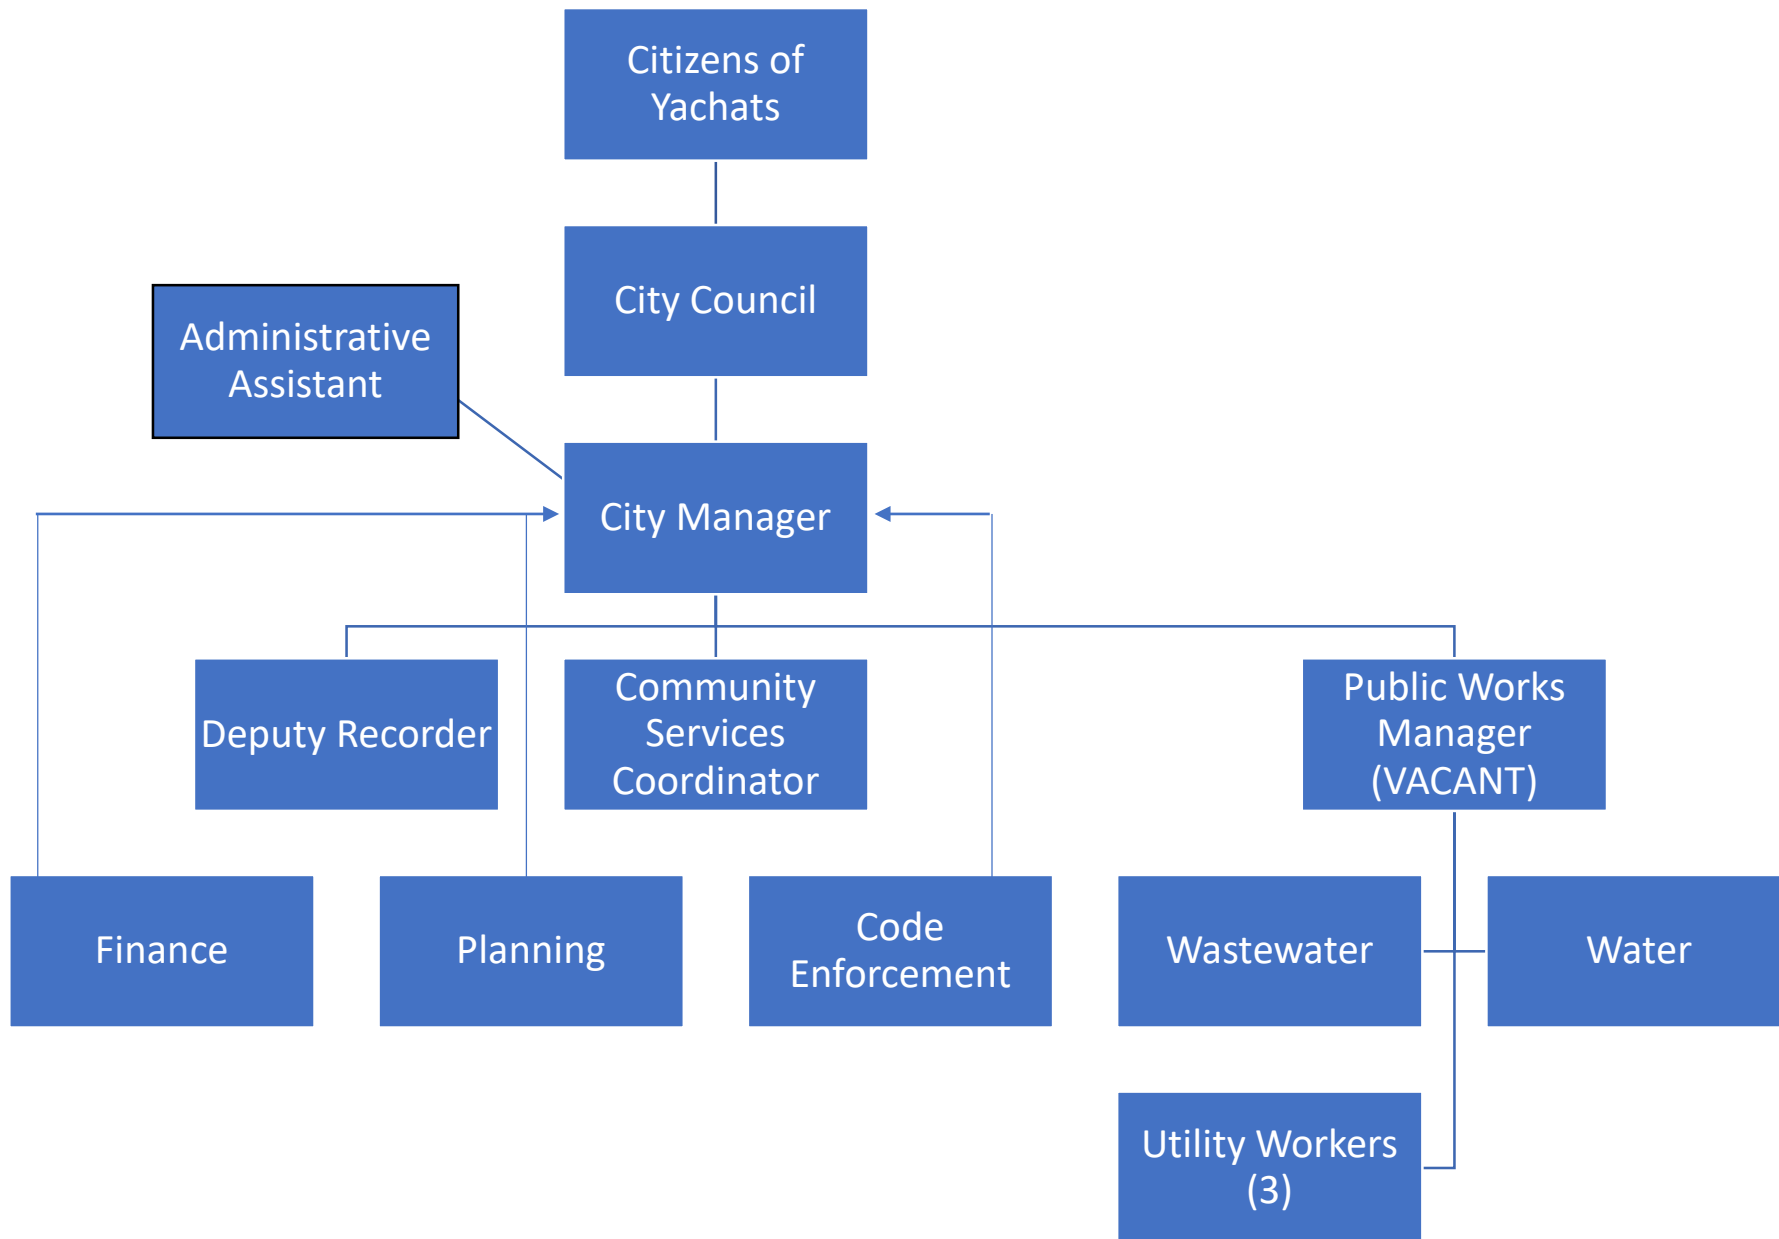 Citizens of
Yachats
City Council
Administrative
Assistant
City Manager
Deputy Recorder
Community
Services
Coordinator
Public Works
Manager
(VACANT)
Finance
Planning
Code
Enforcement
Wastewater
Water
Utility Workers
(3)